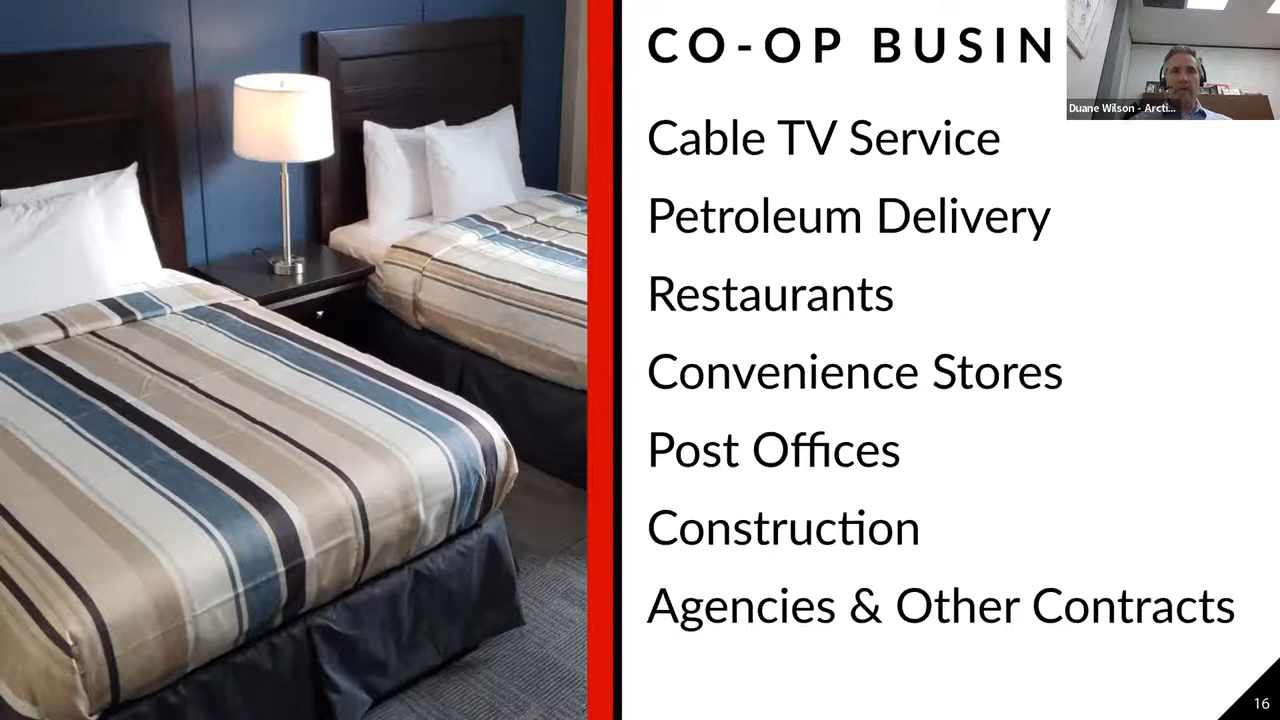 CO-OP BUSIN
Duane Wilson - Arcti...
Cable TV Service
Petroleum Delivery
Restaurants
Convenience Stores
Post Offices
Construction
Agencies & Other Contracts
16